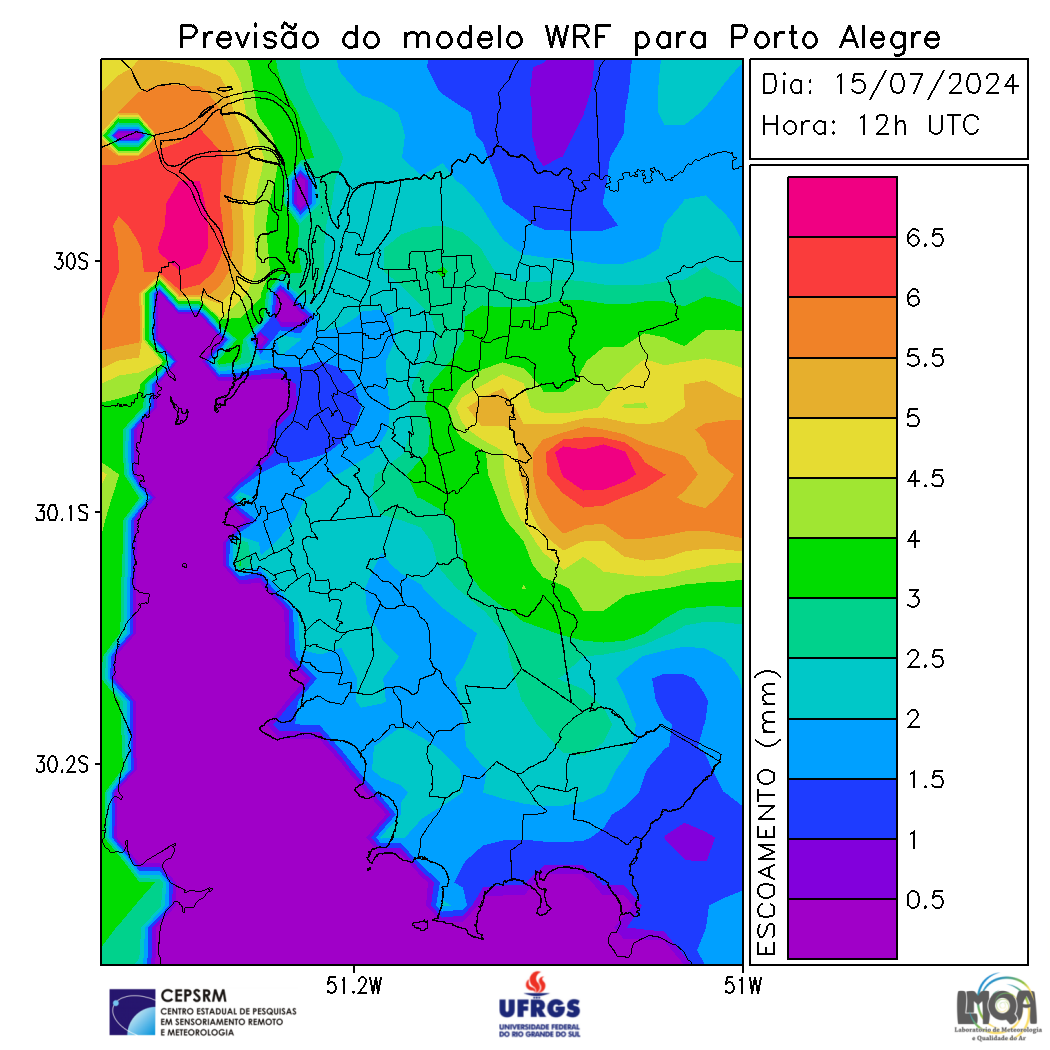 Previsão do modelo WRF para Porto Alegre
Dia: 15/07/2024
Hora: 12h UTC
30S
30.1S
30.2S
51.2W
51W
ESCOAMENTO (mm)
6.5
6
5.5
5
4.5
4
3
2.5
2
1.5
1
0.5
CEPSRM
CENTRO ESTADUAL DE PESQUISAS
EM SENSORIAMENTO REMOTO
E METEOROLOGIA
UFRGS
UNIVERSIDADE FEDERAL
DO RIO GRANDE DO SUL
LMQA
Laboratório de Meteorologia
e Qualidade do Ar